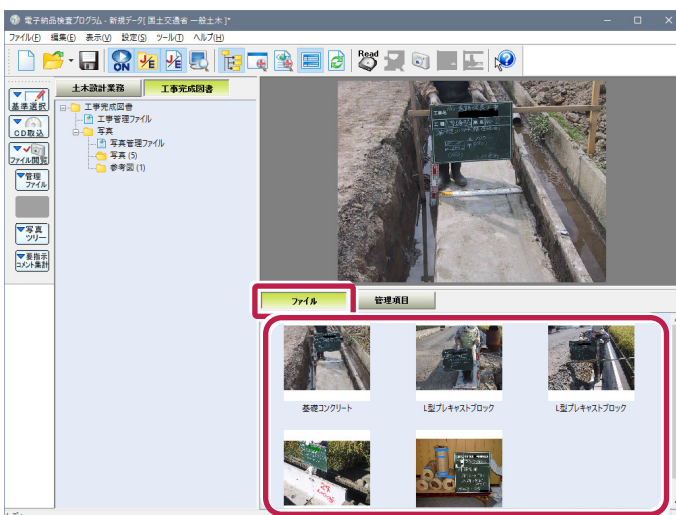 電子納品検査プログラム - 新規データ[ 国土交通省 一般土木 ]*
ファイル(F) 編集(E) 表示(V) 設定(S) ツール(T) ヘルプ(H)
ON
Read
土木設計業務 工事完成図書
基準選択
CD取込
ファイル閲覧
管理
ファイル
写真
ツリー
要指示
コメント集計
工事完成図書
工事管理ファイル
写真
写真管理ファイル
写真 (5)
参考図 (1)
ファイル 管理項目
基礎コンクリート L型プレキャストブロック L型プレキャストブロック